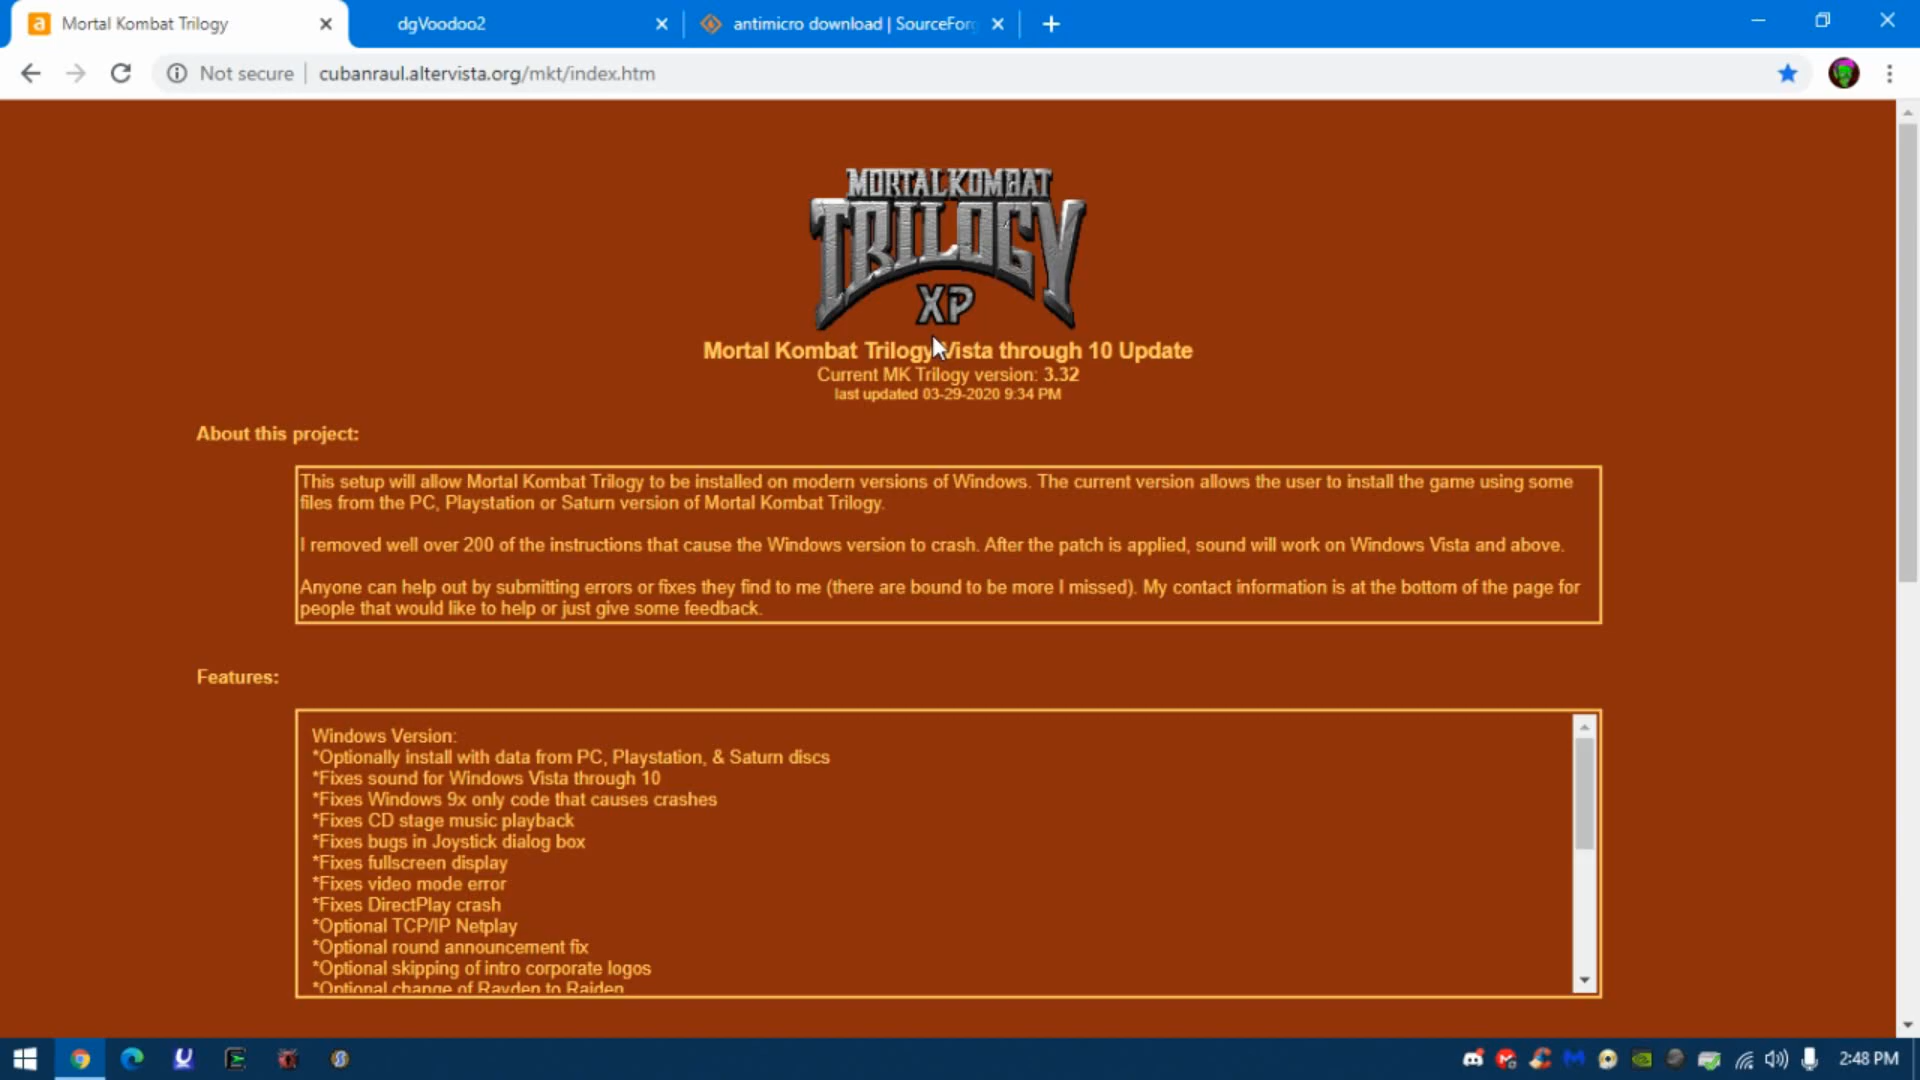 Mortal Kombat Trilogy
dgVoodoo2
antimicro download | SourceForg
Not secure
cubanraul.altervista.org/mkt/index.htm
MORTAL KOMBAT
TRILOGY
XP
Mortal Kombat Trilogy Vista through 10 Update
Current MK Trilogy version: 3.32
last updated 03-29-2020 9:34 PM
About this project:
This setup will allow Mortal Kombat Trilogy to be installed on modern versions of Windows. The current version allows the user to install the game using some
files from the PC, Playstation or Saturn version of Mortal Kombat Trilogy.
I removed well over 200 of the instructions that cause the Windows version to crash. After the patch is applied, sound will work on Windows Vista and above.
Anyone can help out by submitting errors or fixes they find to me (there are bound to be more I missed). My contact information is at the bottom of the page for
people that would like to help or just give some feedback.
Features:
Windows Version:
*Optionally install with data from PC, Playstation, & Saturn discs
*Fixes sound for Windows Vista through 10
*Fixes Windows 9x only code that causes crashes
*Fixes CD stage music playback
*Fixes bugs in Joystick dialog box
*Fixes fullscreen display
*Fixes video mode error
*Fixes DirectPlay crash
*Optional TCP/IP Netplay
*Optional round announcement fix
*Optional skipping of intro corporate logos
*Optional change of Rayden to Raiden
2:48 PM